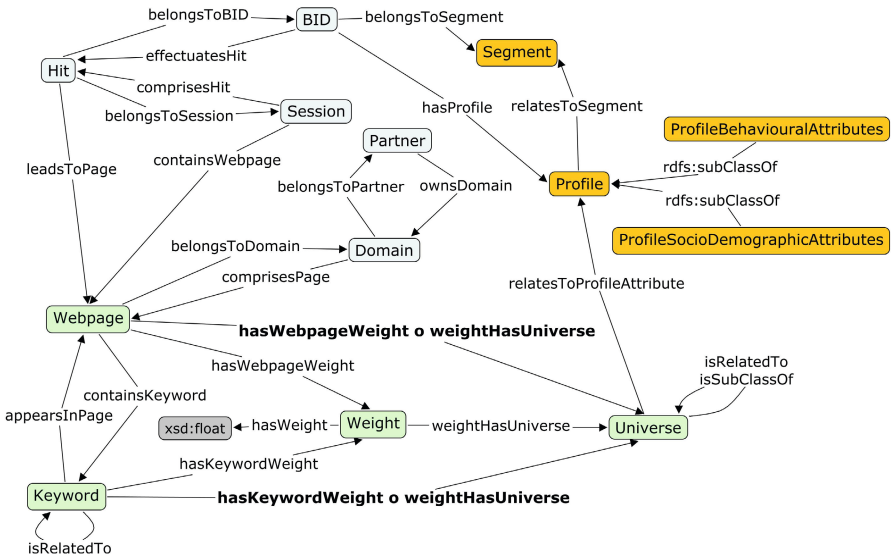 belongsToBID
BID
belongsToSegment
effectuatesHit
Segment
Hit
comprisesHit
hasProfile
relatesToSegment
belongsToSession
Session
ProfileBehaviouralAttributes
Partner
leadsToPage
containsWebpage
rdfs:subClassOf
belongsToPartner
ownsDomain
Profile
rdfs:subClassOf
belongsToDomain
Domain
ProfileSocioDemographicAttributes
comprisesPage
relatesToProfileAttribute
Webpage
hasWebpageWeight o weightHasUniverse
hasWebpageWeight
isRelatedTo
isSubClassOf
containsKeyword
appearsInPage
xsd:float
hasWeight
Weight
weightHasUniverse
Universe
hasKeywordWeight
Keyword
hasKeywordWeight o weightHasUniverse
isRelatedTo